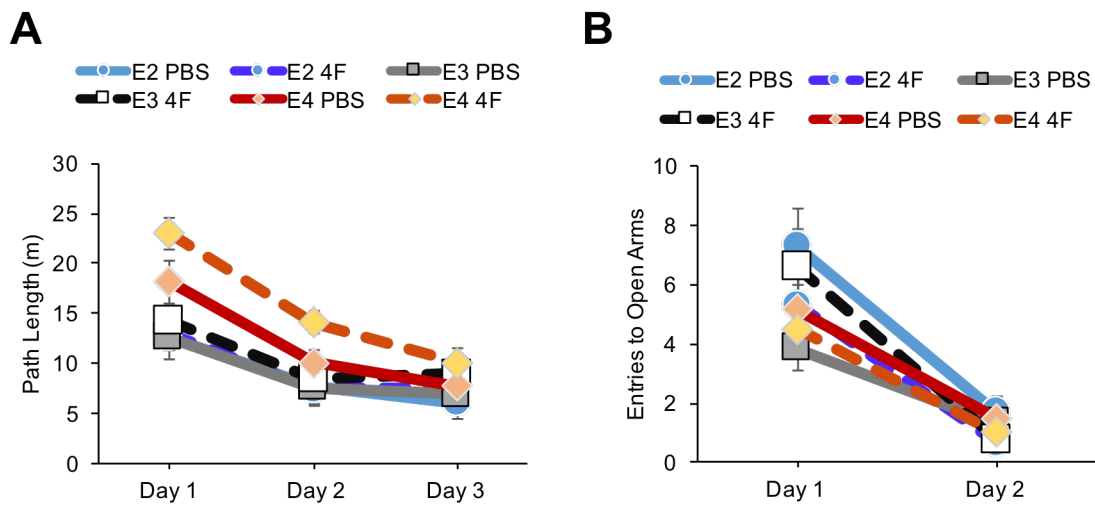 A
E2 PBS E2 4F E3 PBS
E3 4F E4 PBS E4 4F
Path Length (m)
30
25
20
15
10
5
0
Day 1 Day 2 Day 3
B
E2 PBS E2 4F E3 PBS
E3 4F E4 PBS E4 4F
Entries to Open Arms
10
8
6
4
2
0
Day 1 Day 2